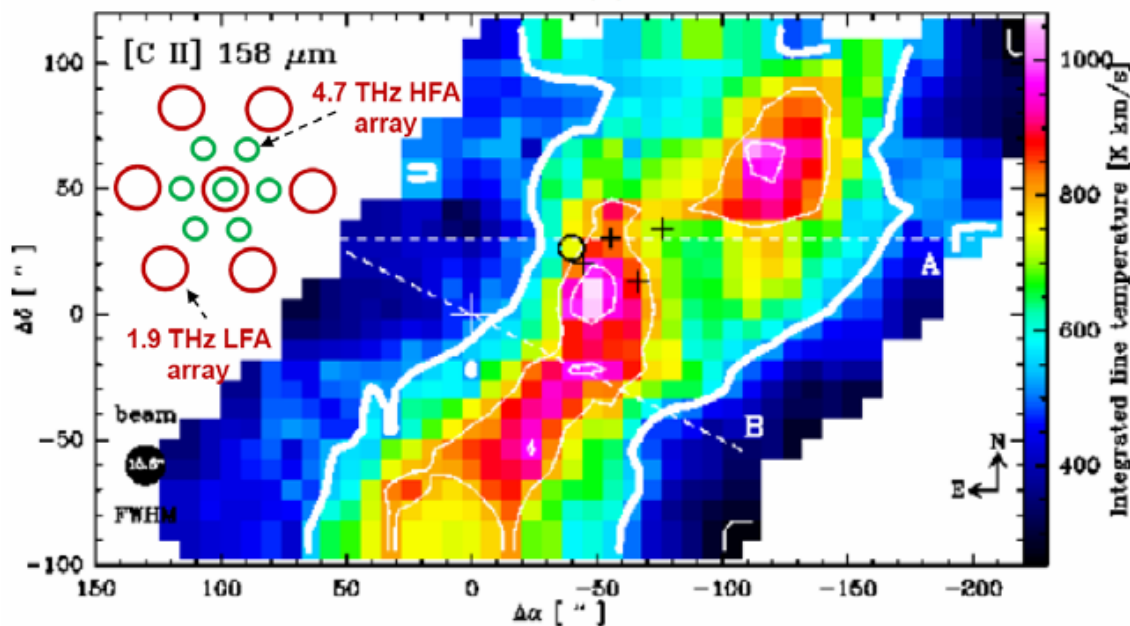 [C II] 158 μm
4.7 THz HFA
array
1.9 THz LFA
array
beam
FWHM
A
B
N
E
100
50
0
-50
-100
Δδ ["]
150
100
50
0
-50
-100
-150
-200
Δα ["]
1000
800
600
400
Integrated line temperature [K km/s]